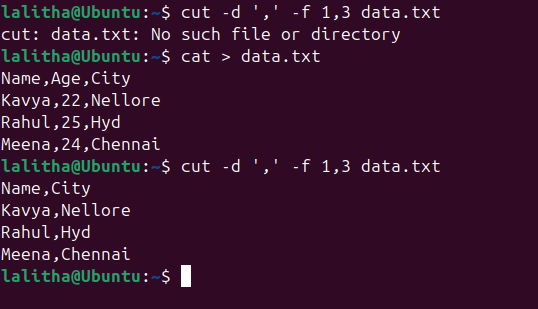 lalitha@Ubuntu:~$ cut -d ',' -f 1,3 data.txt
cut: data.txt: No such file or directory
lalitha@Ubuntu:~$ cat > data.txt
Name,Age,City
Kavya,22,Nellore
Rahul,25,Hyd
Meena,24,Chennai
lalitha@Ubuntu:~$ cut -d ',' -f 1,3 data.txt
Name,City
Kavya,Nellore
Rahul,Hyd
Meena,Chennai
lalitha@Ubuntu:~$